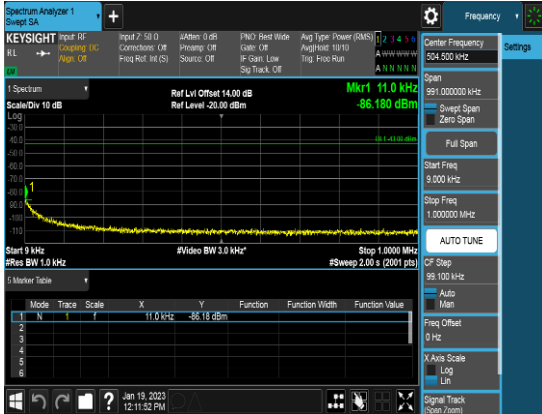 Spectrum Analyzer 1
Swept SA
+
Frequency
KEYSIGHT Input: RF Input Z: 50 Ω #Atten: 0 dB PNO: Best Wide Avg Type: Power (RMS) 1 2 3 4 5 6
RL Coupling: DC Corrections: Off Preamp: Off Gate: Off Avg|Hold: 10/10 A W W W W W
Align: Off Freq Ref: Int (S) Source: Off IF Gain: Low Trig: Free Run
Sig Track: Off A N N N N N
1 Spectrum
Ref Lvl Offset 14.00 dB Mkr1 11.0 kHz
Scale/Div 10 dB Ref Level -20.00 dBm -86.180 dBm
Log
-30.0
DL1 -43.00 dBm
-40.0
-50.0
-60.0
-70.0
-80.0
1
-90.0
-100
-110
Start 9 kHz #Video BW 3.0 kHz* Stop 1.0000 MHz
#Res BW 1.0 kHz #Sweep 2.00 s (2001 pts)
5 Marker Table
Mode Trace Scale X Y Function Function Width Function Value
1 N 1 f 11.0 kHz -86.18 dBm
2
3
4
5
6
Jan 19, 2023
12:11:52 PM
?
Center Frequency
504.500 kHz
Settings
Span
991.000000 kHz
Swept Span
Zero Span
Full Span
Start Freq
9.000 kHz
Stop Freq
1.000000 MHz
AUTO TUNE
CF Step
99.100 kHz
Auto
Man
Freq Offset
0 Hz
X Axis Scale
Log
Lin
Signal Track
(Span Zoom)